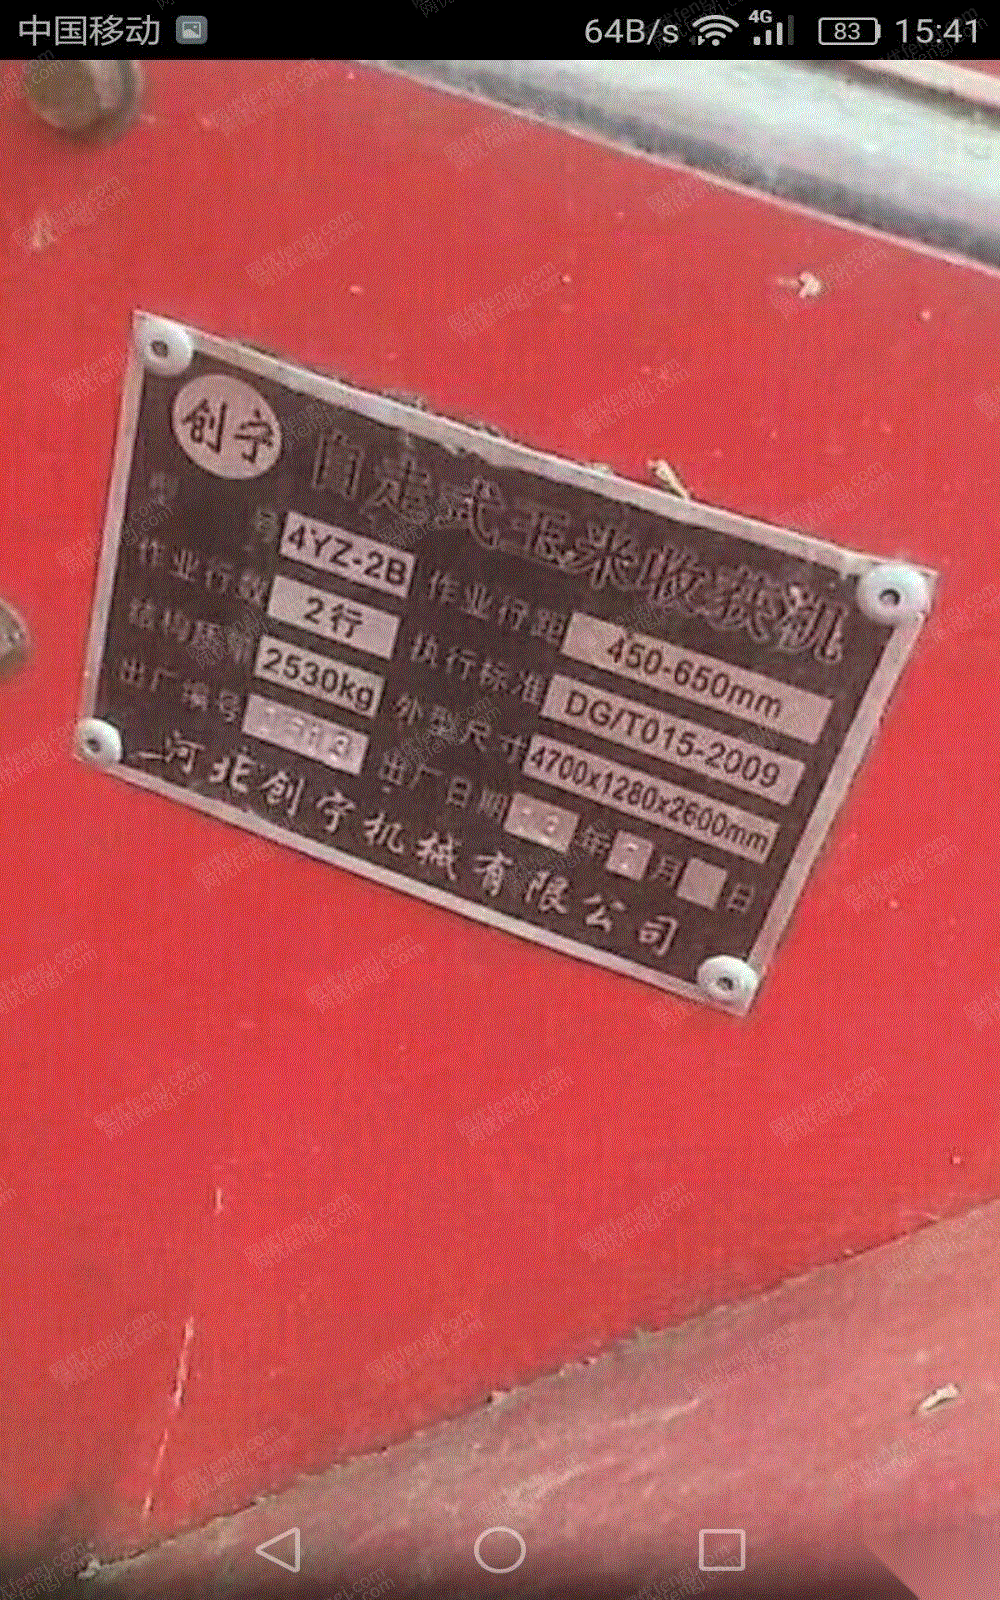 中国移动 64B/s 4G 83 15:41
创宇 自走式玉米收获机
型号 4YZ-2B 作业行距 450-650mm
作业行数 2行 执行标准 DG/T015-2009
结构质量 2530kg 外型尺寸 4700x1280x2600mm
出厂编号 出厂日期 年 月 日
河北创宇机械有限公司